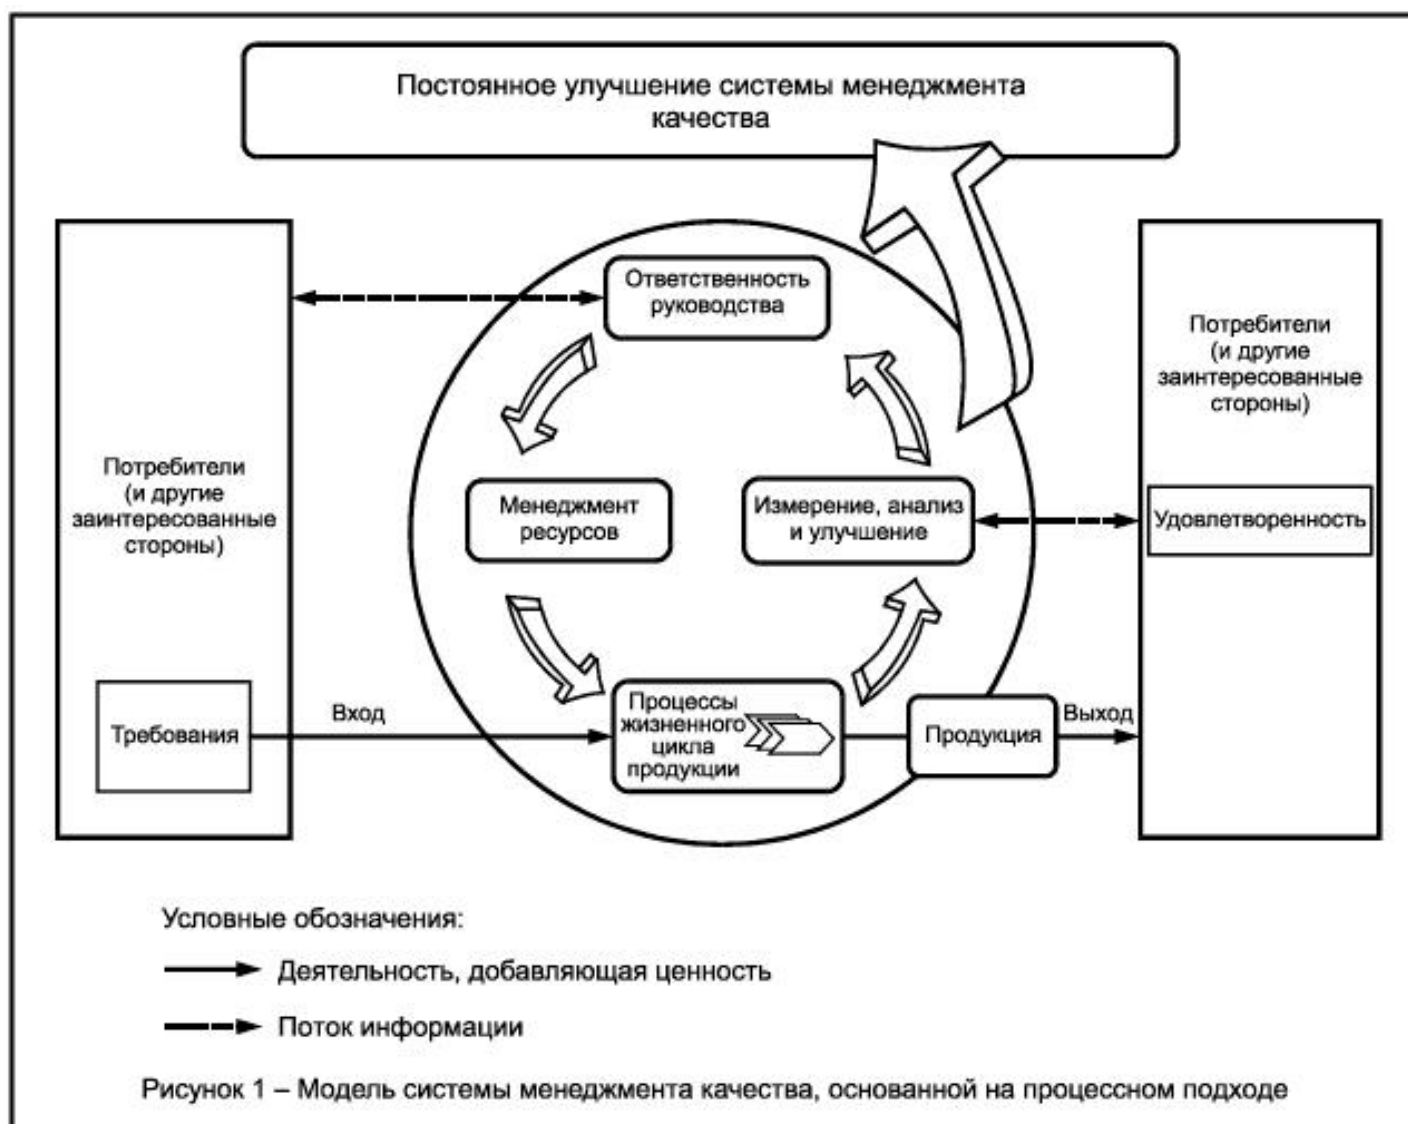 Постоянное улучшение системы менеджмента
качества
Ответственность
руководства
Потребители
(и другие
заинтересованные
стороны)
Потребители
(и другие
заинтересованные
стороны)
Менеджмент
ресурсов
Измерение, анализ
и улучшение
Удовлетворенность
Требования
Вход
Процессы
жизненного
цикла
продукции
Продукция
Выход
Условные обозначения:
Деятельность, добавляющая ценность
Поток информации
Рисунок 1 – Модель системы менеджмента качества, основанной на процессном подходе